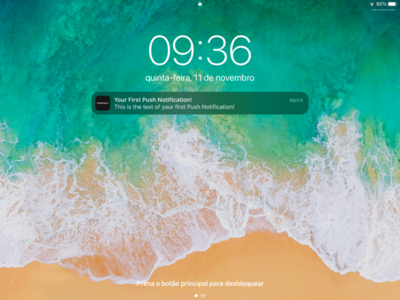 92%
09:36
quinta-feira, 11 de novembro
Your First Push Notification!
agora
This is the text of your first Push Notification!
Prima o botão principal para desbloquear